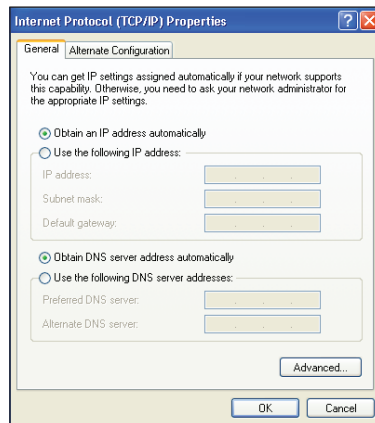 Internet Protocol (TCP/IP) Properties
General Alternate Configuration
You can get IP settings assigned automatically if your network supports
this capability. Otherwise, you need to ask your network administrator for
the appropriate IP settings.
Obtain an IP address automatically
Use the following IP address:
IP address:
Subnet mask:
Default gateway:
Obtain DNS server address automatically
Use the following DNS server addresses:
Preferred DNS server:
Alternate DNS server:
Advanced...
OK Cancel